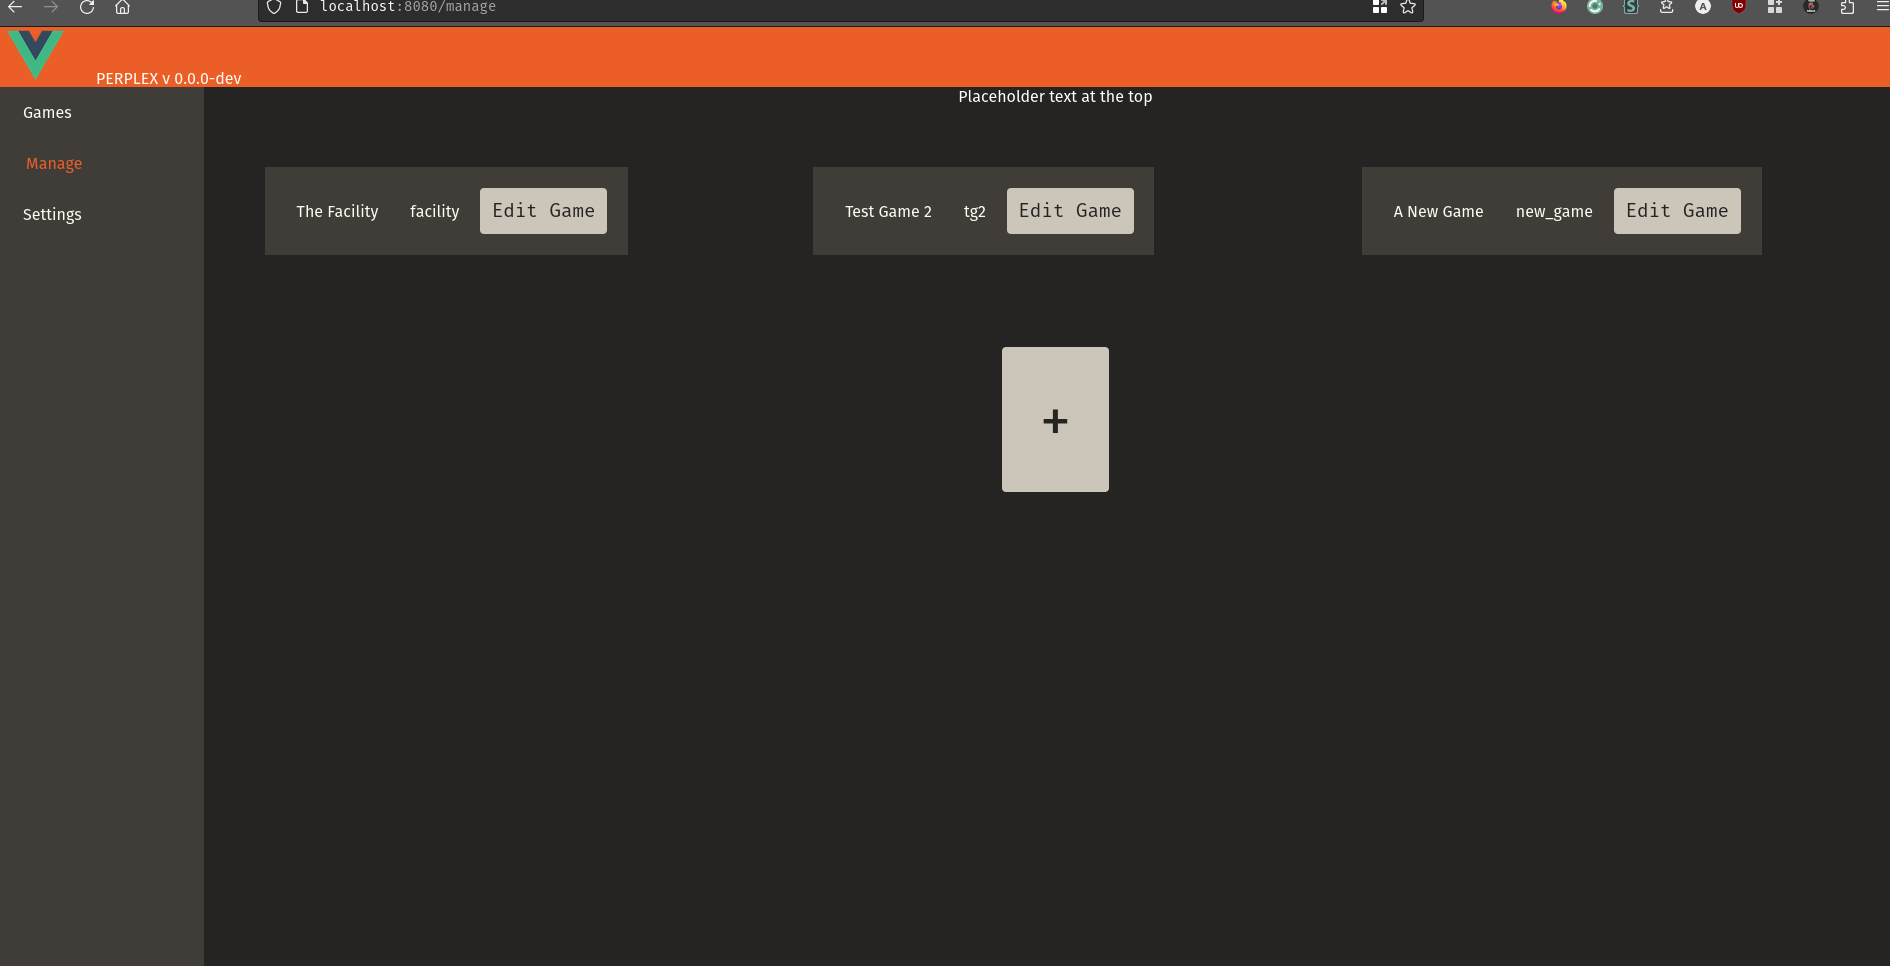 localhost:8080/manage
PERPLEX v 0.0.0-dev
Games
Manage
Settings
Placeholder text at the top
The Facility facility Edit Game
Test Game 2 tg2 Edit Game
A New Game new_game Edit Game
+